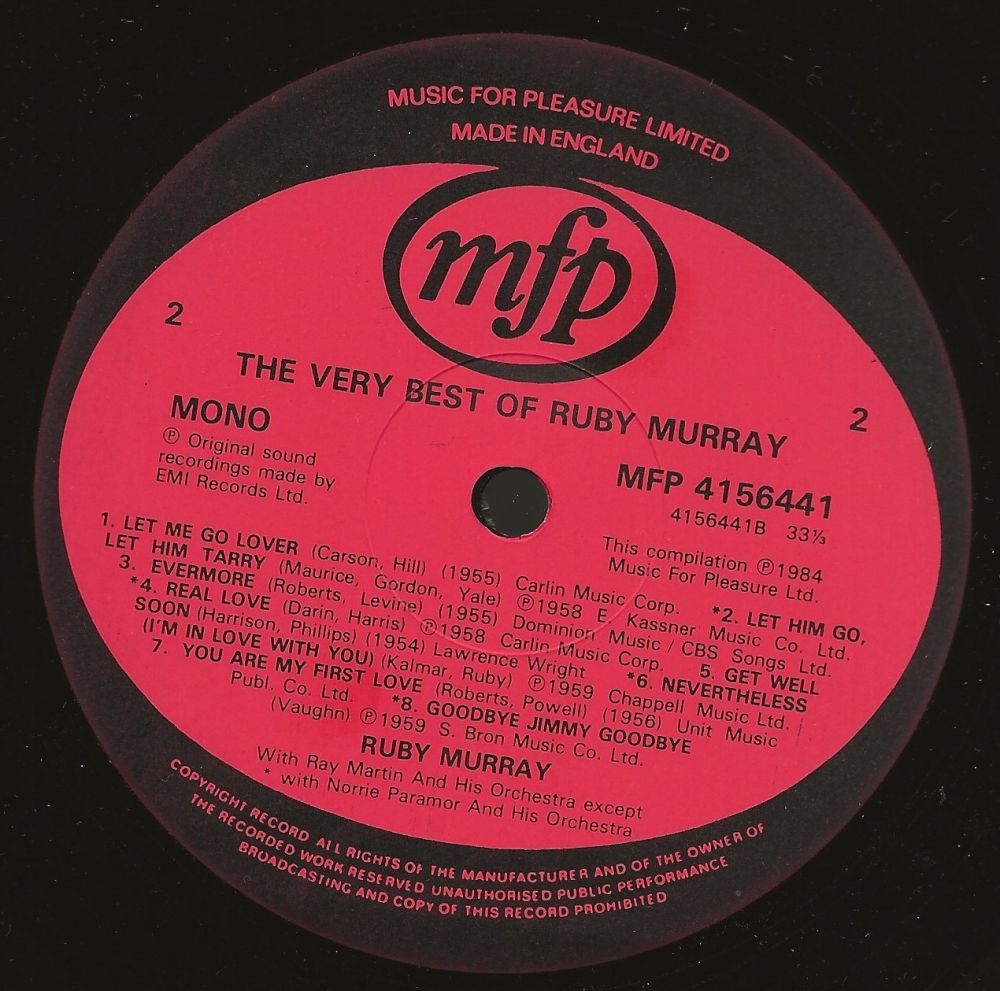 MUSIC FOR PLEASURE LIMITED
MADE IN ENGLAND
mfp
2
2
THE VERY BEST OF RUBY MURRAY
MONO
Ⓟ Original sound
recordings made by
EMI Records Ltd.
MFP 4156441
4156441B 33⅓
This compilation Ⓟ1984
Music For Pleasure Ltd.
1. LET ME GO LOVER (Carson, Hill) (1955) Carlin Music Corp. *2. LET HIM GO,
LET HIM TARRY (Maurice, Gordon, Yale) Ⓟ1958 E. Kassner Music Co. Ltd.
3. EVERMORE (Roberts, Levine) (1955) Dominion Music / CBS Songs Ltd.
*4. REAL LOVE (Darin, Harris) Ⓟ1958 Carlin Music Corp. 5. GET WELL
SOON (Harrison, Phillips) (1954) Lawrence Wright *6. NEVERTHELESS
(I'M IN LOVE WITH YOU) (Kalmar, Ruby) Ⓟ1959 Chappell Music Ltd.
7. YOU ARE MY FIRST LOVE (Roberts, Powell) (1956) Unit Music
Publ. Co. Ltd. *8. GOODBYE JIMMY GOODBYE
(Vaughn) Ⓟ1959 S. Bron Music Co. Ltd.
RUBY MURRAY
With Ray Martin And His Orchestra except
* with Norrie Paramor And His Orchestra
COPYRIGHT RECORD ALL RIGHTS OF THE MANUFACTURER AND OF THE OWNER OF
THE RECORDED WORK RESERVED UNAUTHORISED PUBLIC PERFORMANCE
BROADCASTING AND COPY OF THIS RECORD PROHIBITED